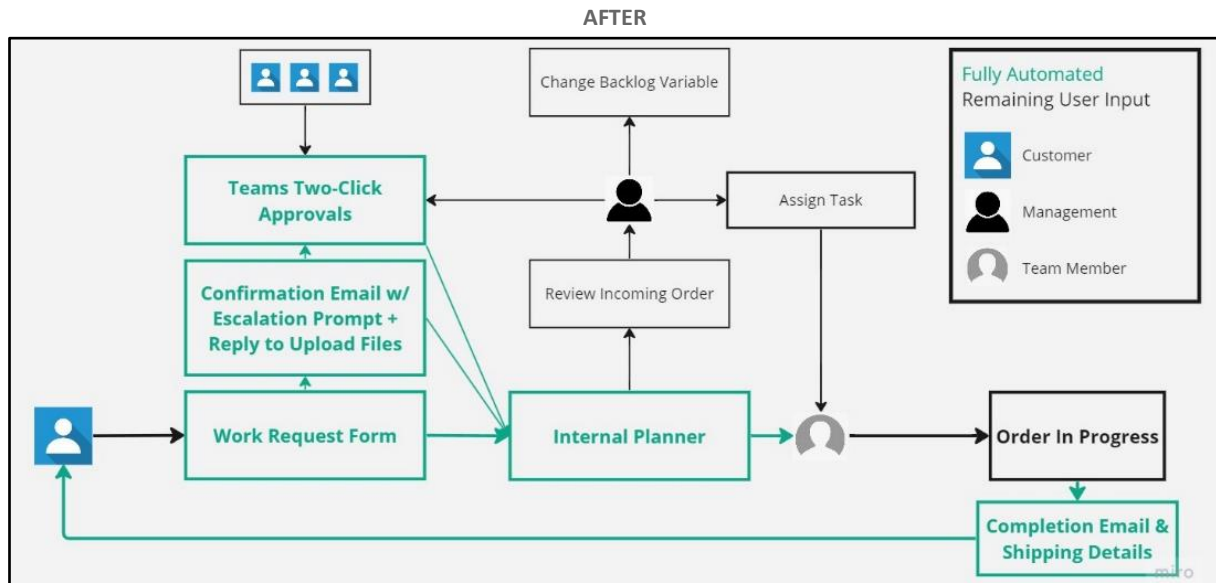 AFTER
Change Backlog Variable
Fully Automated
Remaining User Input
Customer
Management
Team Member
Teams Two-Click
Approvals
Assign Task
Confirmation Email w/
Escalation Prompt +
Reply to Upload Files
Review Incoming Order
Work Request Form
Internal Planner
Order In Progress
Completion Email &
Shipping Details
miro